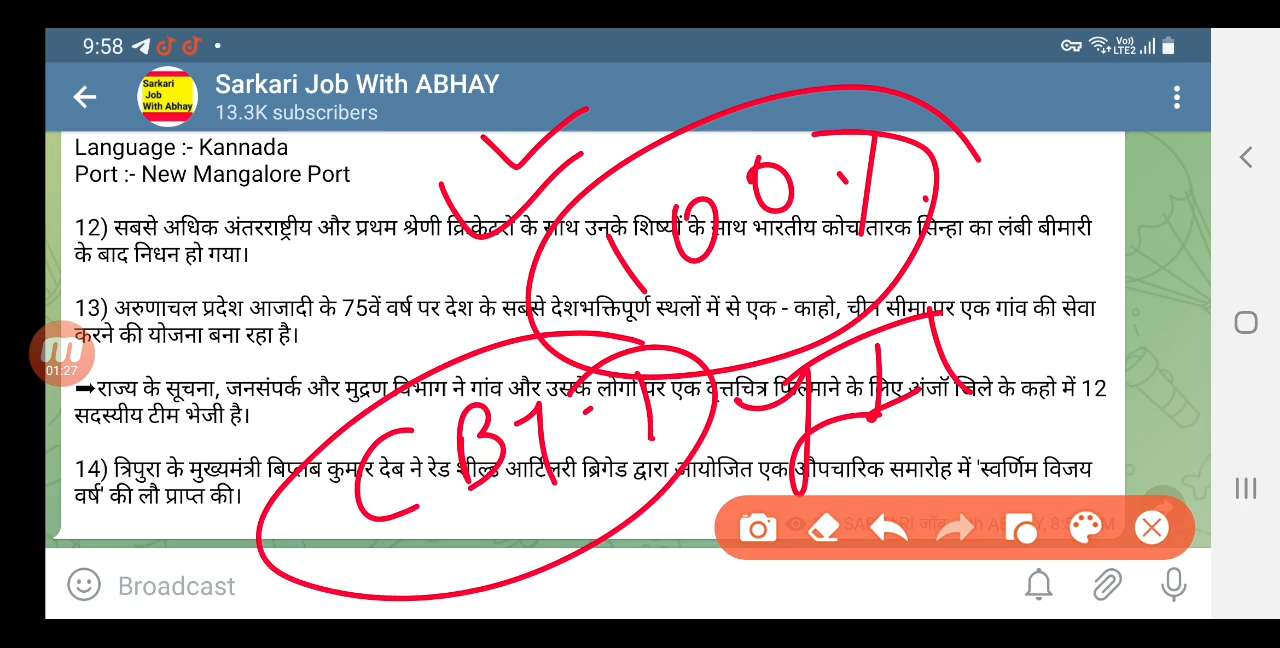 9:58
Vo))
LTE2
Sarkari
Job
With Abhay
Sarkari Job With ABHAY
13.3K subscribers
Language :- Kannada
Port :- New Mangalore Port
12) सबसे अधिक अंतरराष्ट्रीय और प्रथम श्रेणी क्रिकेटरों के साथ उनके शिष्यों के साथ भारतीय कोच तारक सिन्हा का लंबी बीमारी
के बाद निधन हो गया।
13) अरुणाचल प्रदेश आजादी के 75वें वर्ष पर देश के सबसे देशभक्तिपूर्ण स्थलों में से एक - काहो, चीन सीमा पर एक गांव की सेवा
करने की योजना बना रहा है।
➡राज्य के सूचना, जनसंपर्क और मुद्रण विभाग ने गांव और उसके लोगों पर एक वृत्तचित्र फिल्माने के लिए अंजॉ जिले के कहो में 12
सदस्यीय टीम भेजी है।
14) त्रिपुरा के मुख्यमंत्री बिप्लब कुमार देब ने रेड शील्ड आर्टिलरी ब्रिगेड द्वारा आयोजित एक औपचारिक समारोह में 'स्वर्णिम विजय
वर्ष' की लौ प्राप्त की।
01:27
Broadcast